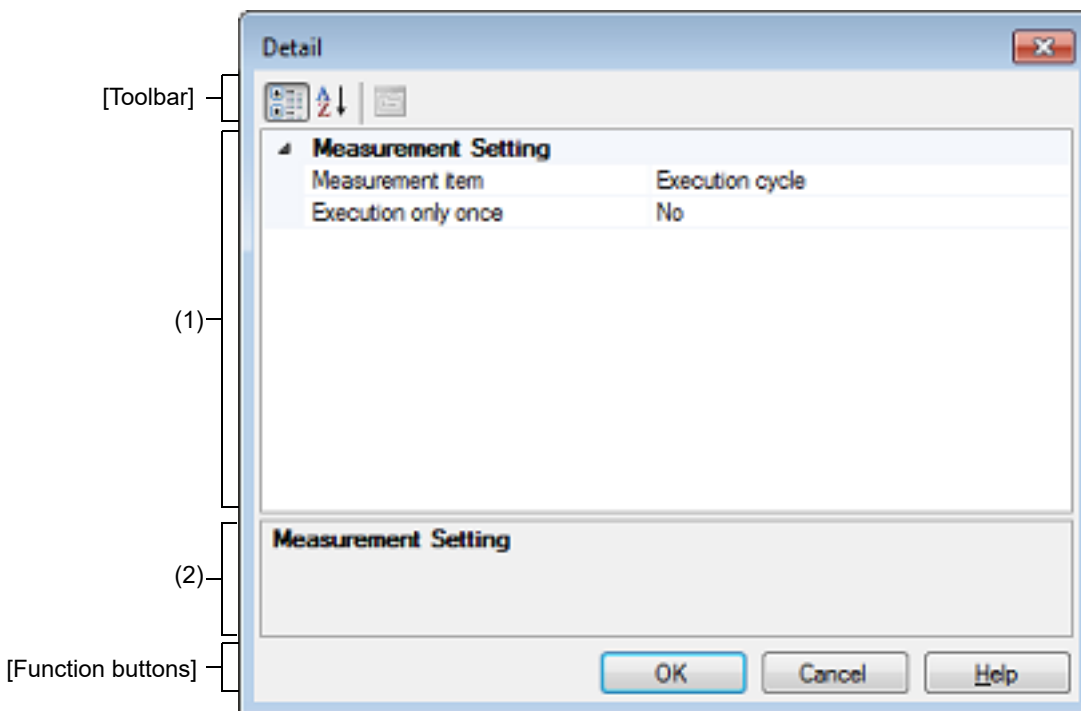 Detail
[Toolbar]
Measurement Setting
Measurement item Execution cycle
Execution only once No
(1)
Measurement Setting
(2)
[Function buttons]
OK Cancel Help